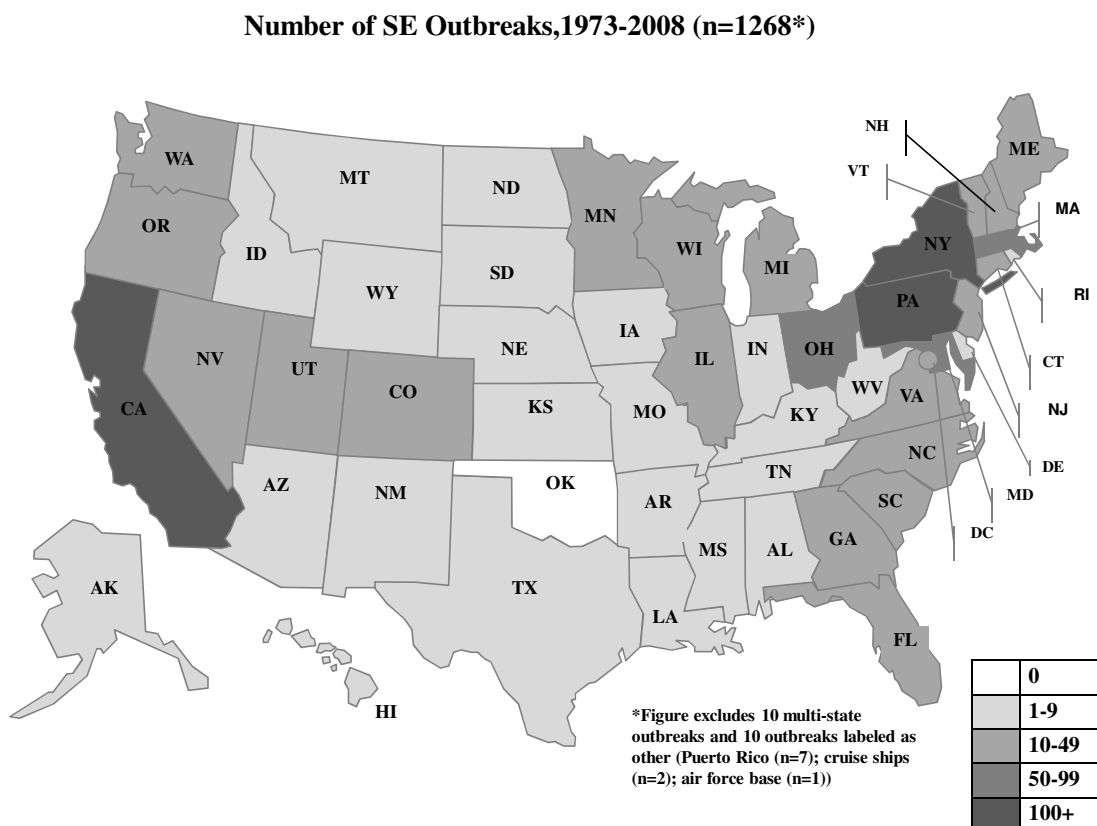 Number of SE Outbreaks,1973-2008 (n=1268*)
NH
ME
WA
VT
MT
ND
MN
MA
OR
NY
WI
ID
SD
MI
WY
RI
PA
IA
NE
OH
IN
NV
IL
UT
CT
CO
WV
VA
KS
CA
MO
KY
NJ
NC
TN
DE
OK
AZ
NM
AR
SC
MD
DC
GA
MS
AL
AK
TX
LA
FL
HI
*Figure excludes 10 multi-state
outbreaks and 10 outbreaks labeled as
other (Puerto Rico (n=7); cruise ships
(n=2); air force base (n=1))
0
1-9
10-49
50-99
100+